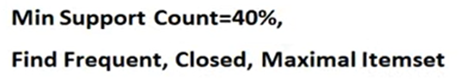 Min Support Count=40%,
Find Frequent, Closed, Maximal Itemset